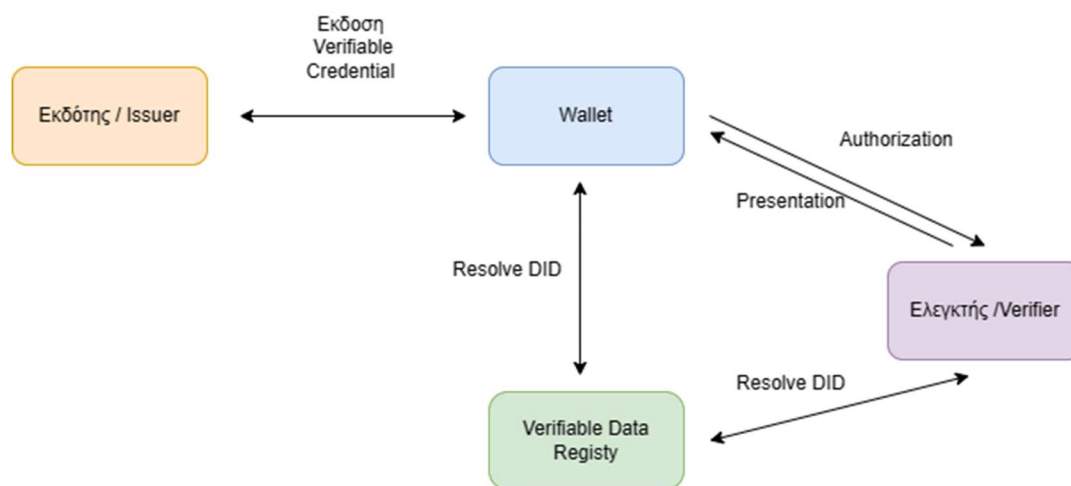 Εκδοση
Verifiable
Credential
Εκδότης / Issuer
Wallet
Authorization
Presentation
Resolve DID
Ελεγκτής /Verifier
Resolve DID
Verifiable Data
Registy